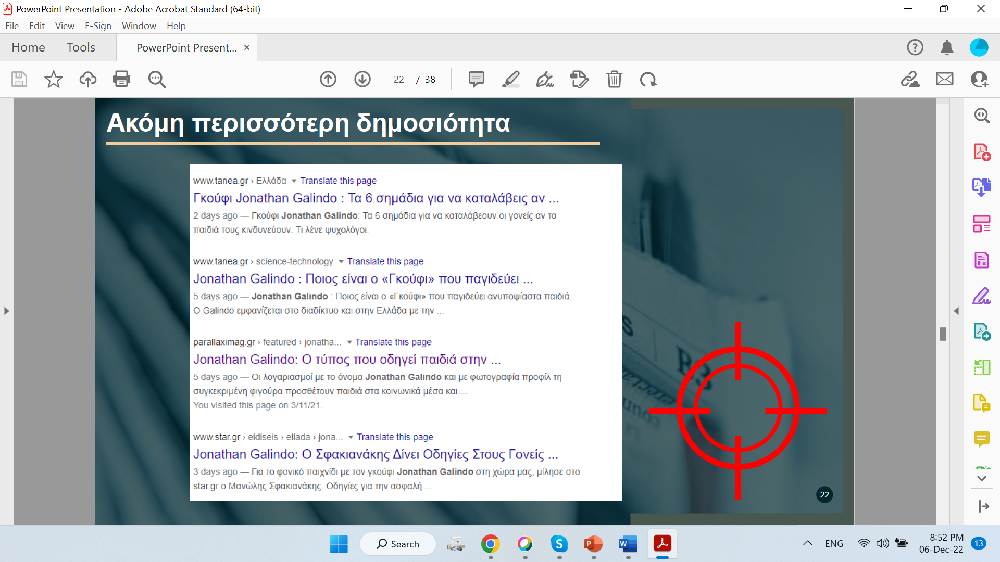 PowerPoint Presentation - Adobe Acrobat Standard (64-bit)
File Edit View E-Sign Window Help
Home Tools PowerPoint Present... ×
22 / 38
Ακόμη περισσότερη δημοσιότητα
www.tanea.gr › Ελλάδα ▾ Translate this page
Γκούφι Jonathan Galindo : Τα 6 σημάδια για να καταλάβεις αν ...
2 days ago — Γκούφι Jonathan Galindo: Τα 6 σημάδια για να καταλάβεουν οι γονείς αν τα
παιδιά τους κινδυνεύουν. Τι λένε ψυχολόγοι.
www.tanea.gr › science-technology ▾ Translate this page
Jonathan Galindo : Ποιος είναι ο «Γκούφι» που παγιδεύει ...
5 days ago — Jonathan Galindo : Ποιος είναι ο «Γκούφι» που παγιδεύει ανυποψίαστα παιδιά.
Ο Galindo εμφανίζεται στο διαδίκτυο και στην Ελλάδα με την ...
parallaximag.gr › featured › jonatha... ▾ Translate this page
Jonathan Galindo: Ο τύπος που οδηγεί παιδιά στην ...
5 days ago — Οι λογαριασμοί με το όνομα Jonathan Galindo και με φωτογραφία προφίλ τη
συγκεκριμένη φιγούρα προσθέτουν παιδιά στα κοινωνικά μέσα και ...
You visited this page on 3/11/21.
www.star.gr › eidiseis › ellada › jona... ▾ Translate this page
Jonathan Galindo: Ο Σφακιανάκης Δίνει Οδηγίες Στους Γονείς ...
3 days ago — Για το φονικό παιχνίδι με τον γκούφι Jonathan Galindo στη χώρα μας, μίλησε στο
star.gr ο Μανώλης Σφακιανάκης. Οδηγίες για την ασφαλή ...
R3
22
Search
ENG
8:52 PM
06-Dec-22
13